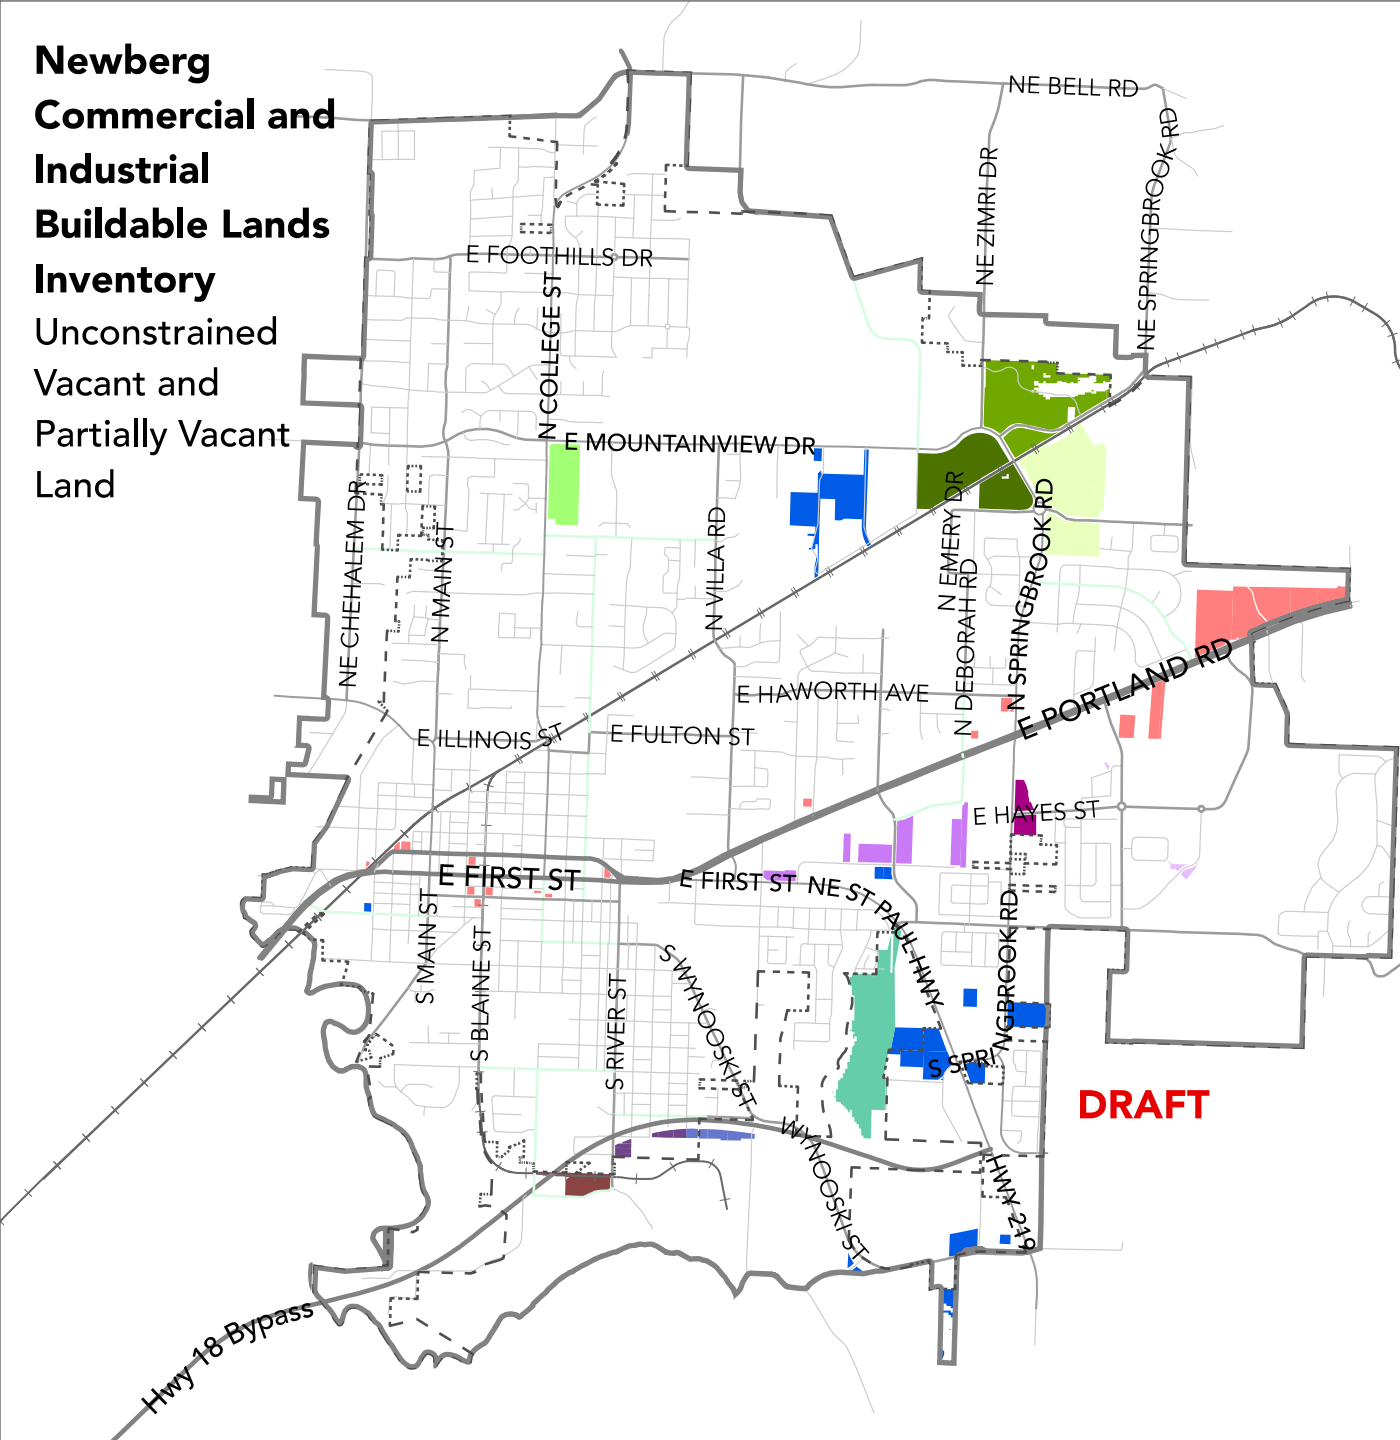 Newberg
Commercial and
Industrial
Buildable Lands
Inventory
Unconstrained
Vacant and
Partially Vacant
Land
NE BELL RD
NE ZIMRI DR
NE SPRINGBROOK RD
E FOOTHILLS DR
N COLLEGE ST
E MOUNTAINVIEW DR
NE CHEHALEM DR
N MAIN ST
N VILLA RD
N EMERY DR
N DEBORAH RD
N SPRINGBROOK RD
E HAWORTH AVE
E PORTLAND RD
E ILLINOIS ST
E FULTON ST
E HAYES ST
E FIRST ST
E FIRST ST
NE ST PAUL HWY
S MAIN ST
S BLAINE ST
S RIVER ST
S WYNOOSKI ST
S SPRI
NGBROOK RD
DRAFT
WYNOOSKI ST
HWY 219
Hwy 18 Bypass